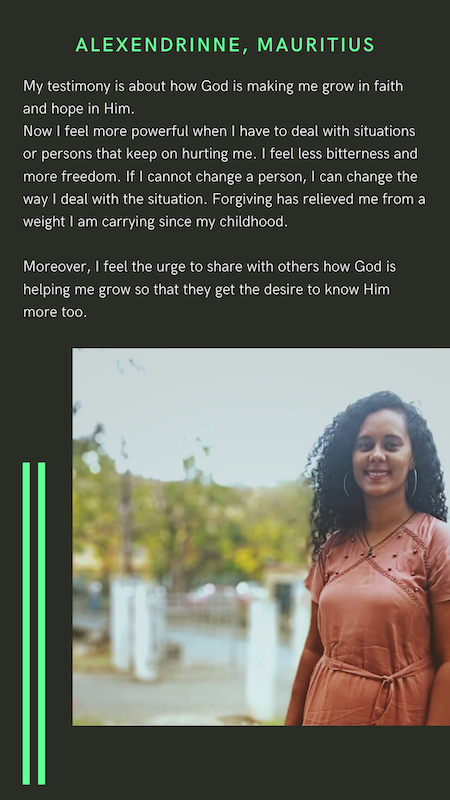 ALEXENDRINNE, MAURITIUS
My testimony is about how God is making me grow in faith
and hope in Him.
Now I feel more powerful when I have to deal with situations
or persons that keep on hurting me. I feel less bitterness and
more freedom. If I cannot change a person, I can change the
way I deal with the situation. Forgiving has relieved me from a
weight I am carrying since my childhood.
Moreover, I feel the urge to share with others how God is
helping me grow so that they get the desire to know Him
more too.